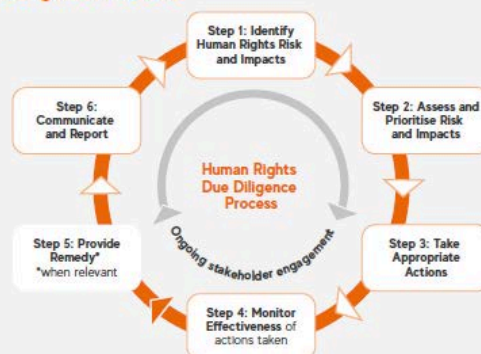 Step 1: Identify
Human Rights Risk
and Impacts
Step 2: Assess and
Prioritise Risk
and Impacts
Step 3: Take
Appropriate
Actions
Step 4: Monitor
Effectiveness of
actions taken
Step 5: Provide
Remedy*
*when relevant
Step 6:
Communicate
and Report
Human Rights
Due Diligence
Process
Ongoing stakeholder engagement